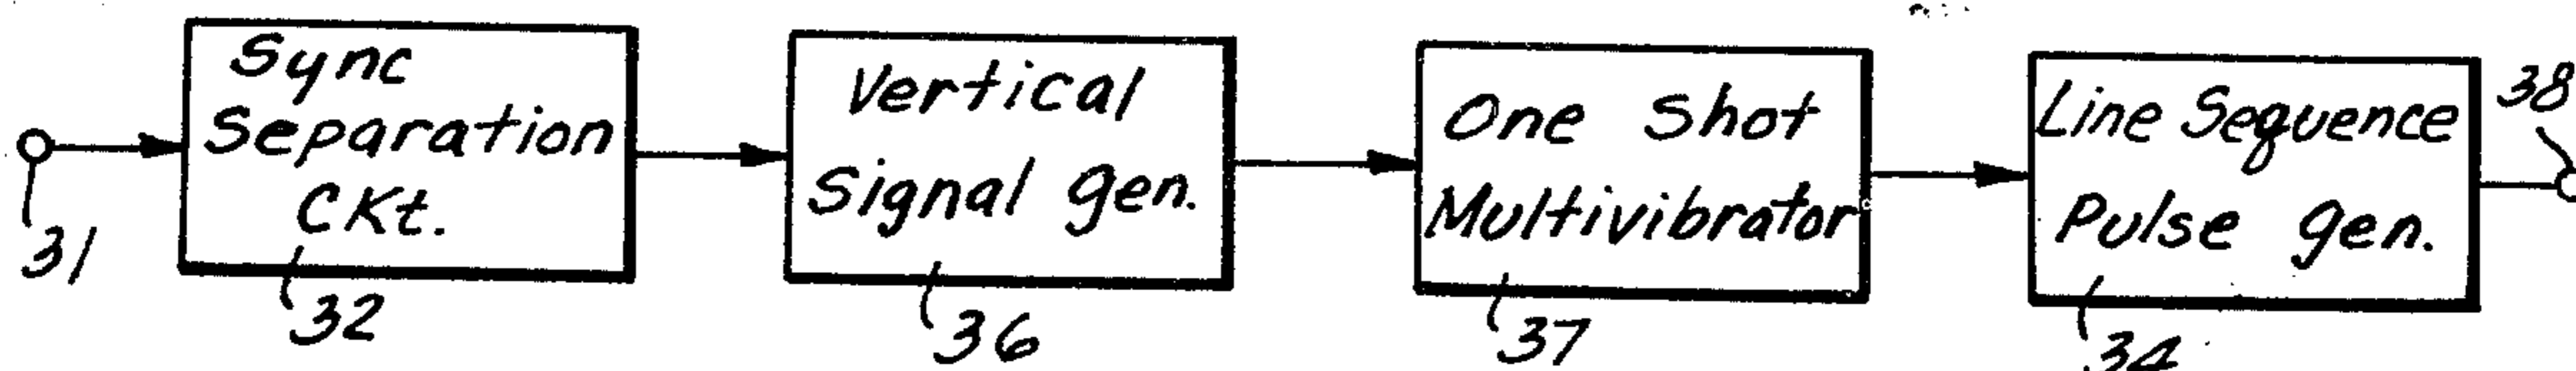 Sync
Separation
CKt.
31
32
Vertical
Signal gen.
36
One Shot
Multivibrator
37
Line Sequence
Pulse gen.
34
38